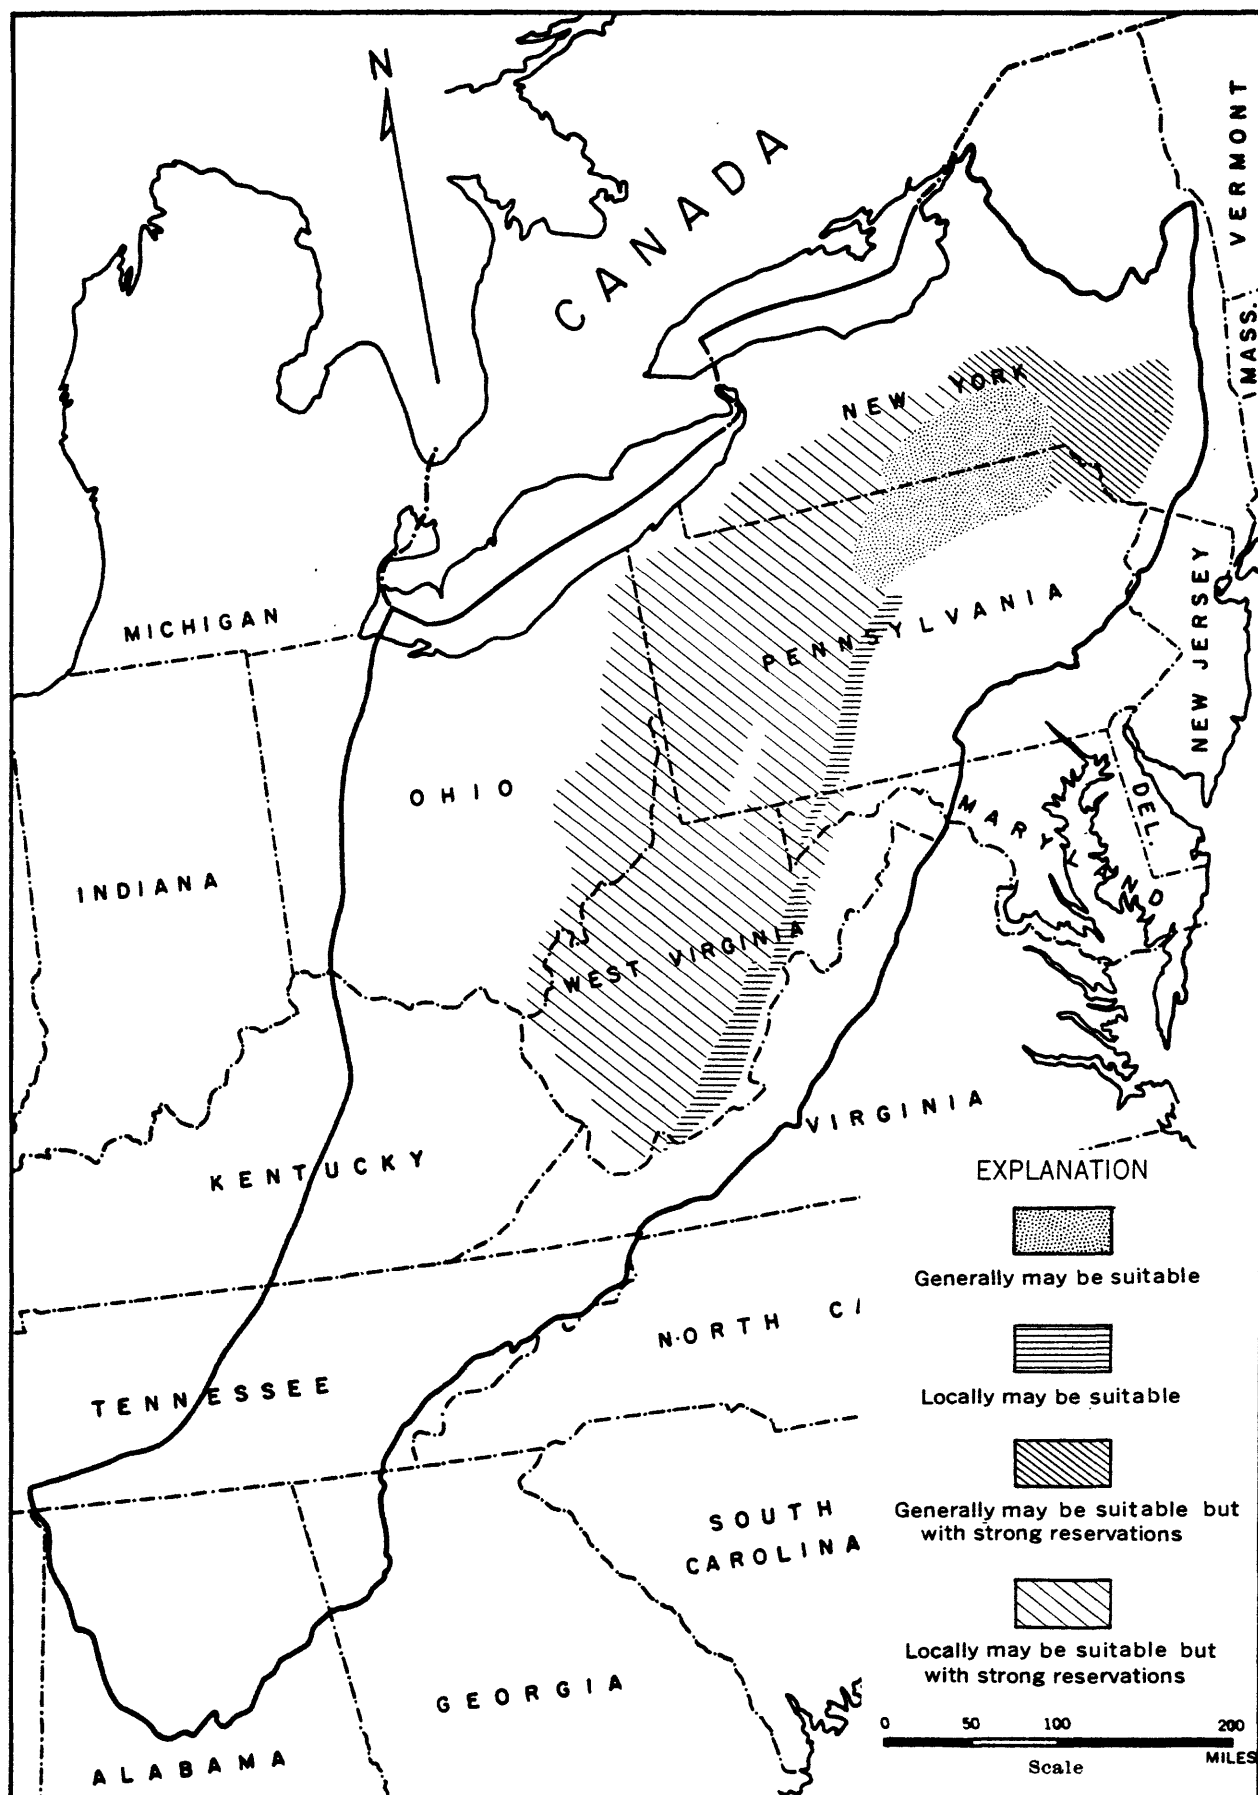 N
CANADA
VERMONT
MASS.
NEW YORK
MICHIGAN
PENNSYLVANIA
NEW JERSEY
OHIO
INDIANA
MARYLAND
DEL.
WEST VIRGINIA
VIRGINIA
KENTUCKY
NORTH CA
TENNESSEE
SOUTH
CAROLINA
GEORGIA
ALABAMA
EXPLANATION
Generally may be suitable
Locally may be suitable
Generally may be suitable but
with strong reservations
Locally may be suitable but
with strong reservations
0 50 100 200
MILES
Scale